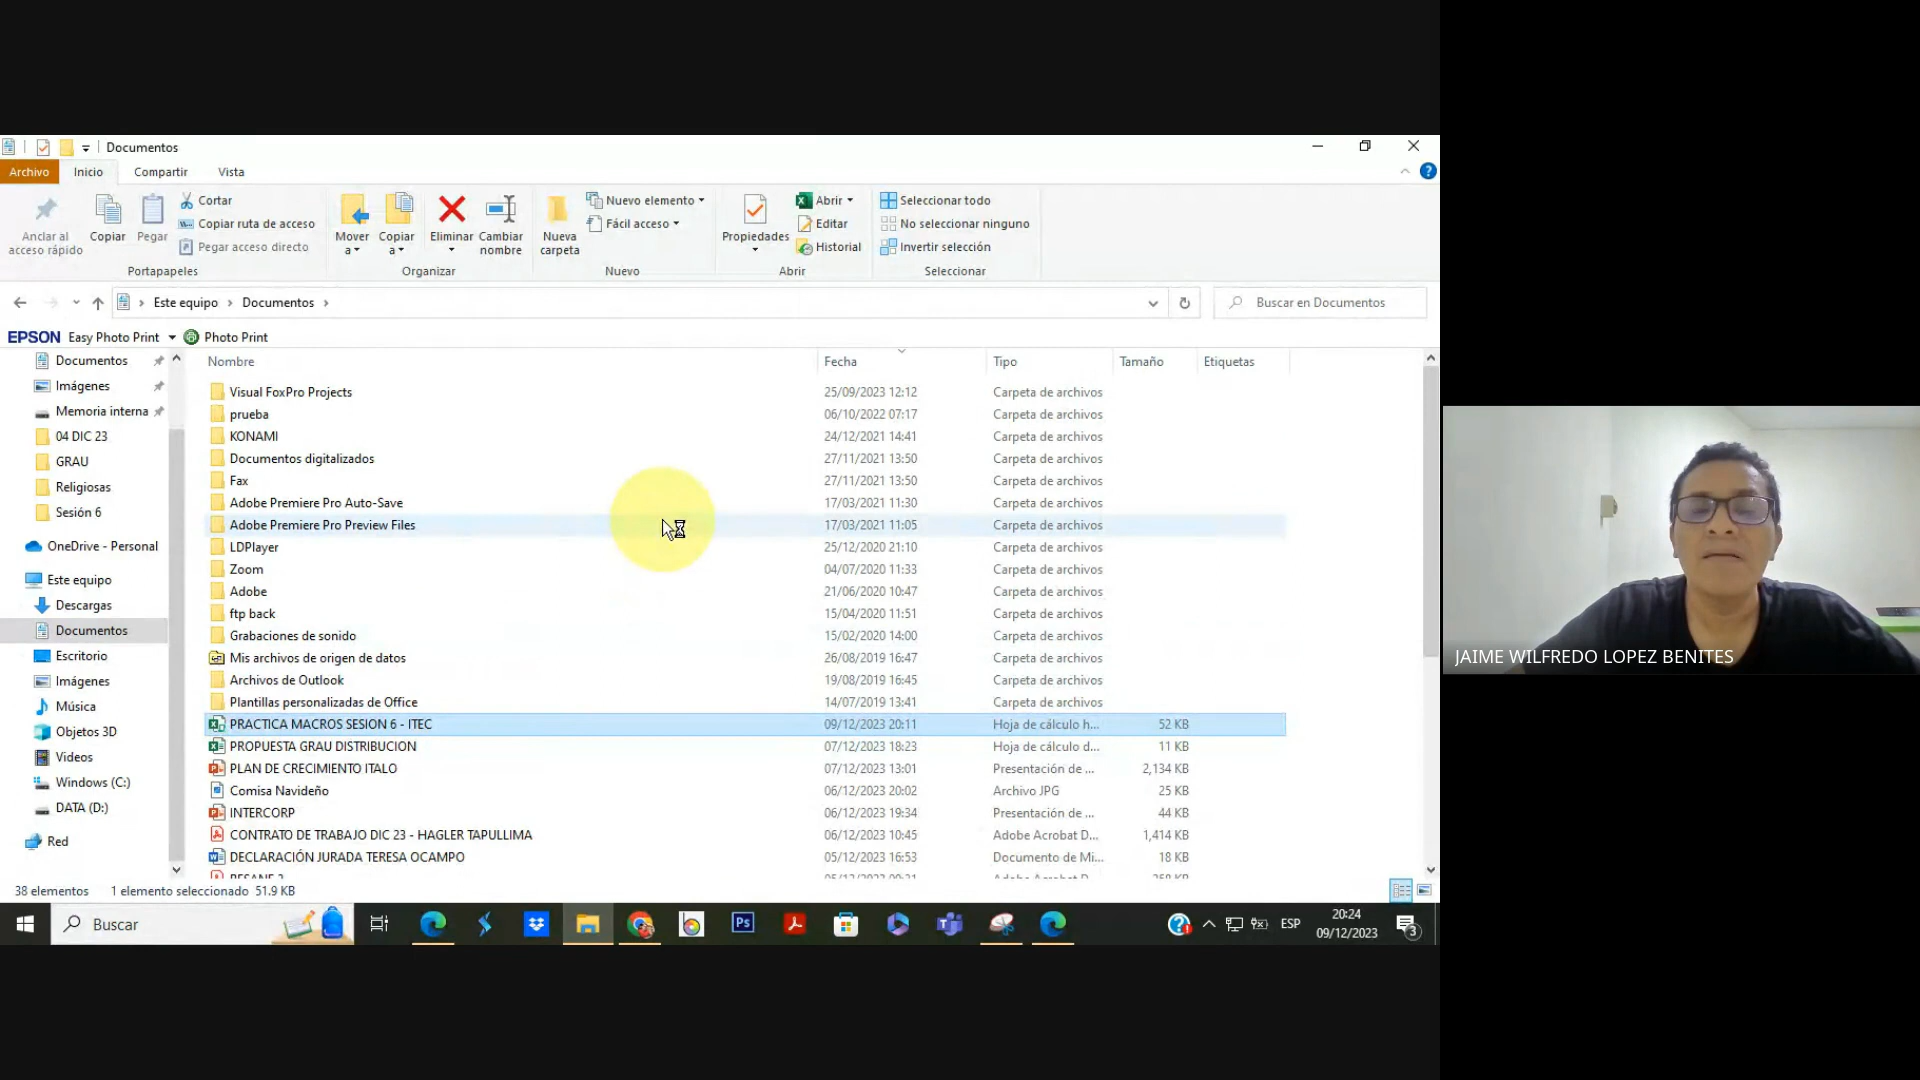 Documentos
Archivo Inicio Compartir Vista
Anclar al acceso rápido
Copiar
Pegar
Cortar
Copiar ruta de acceso
Pegar acceso directo
Mover a
Copiar a
Eliminar
Cambiar nombre
Nueva carpeta
Nuevo elemento
Fácil acceso
Propiedades
Abrir
Editar
Historial
Seleccionar todo
No seleccionar ninguno
Invertir selección
Portapapeles Organizar Nuevo Abrir Seleccionar
Este equipo > Documentos >
Buscar en Documentos
EPSON Easy Photo Print Photo Print
Documentos
Imágenes
Memoria interna
04 DIC 23
GRAU
Religiosas
Sesión 6
OneDrive - Personal
Este equipo
Descargas
Documentos
Escritorio
Imágenes
Música
Objetos 3D
Videos
Windows (C:)
DATA (D:)
Red
Nombre Fecha Tipo Tamaño Etiquetas
Visual FoxPro Projects 25/09/2023 12:12 Carpeta de archivos
prueba 06/10/2022 07:17 Carpeta de archivos
KONAMI 24/12/2021 14:41 Carpeta de archivos
Documentos digitalizados 27/11/2021 13:50 Carpeta de archivos
Fax 27/11/2021 13:50 Carpeta de archivos
Adobe Premiere Pro Auto-Save 17/03/2021 11:30 Carpeta de archivos
Adobe Premiere Pro Preview Files 17/03/2021 11:05 Carpeta de archivos
LDPlayer 25/12/2020 21:10 Carpeta de archivos
Zoom 04/07/2020 11:33 Carpeta de archivos
Adobe 21/06/2020 10:47 Carpeta de archivos
ftp back 15/04/2020 11:51 Carpeta de archivos
Grabaciones de sonido 15/02/2020 14:00 Carpeta de archivos
Mis archivos de origen de datos 26/08/2019 16:47 Carpeta de archivos
Archivos de Outlook 19/08/2019 16:45 Carpeta de archivos
Plantillas personalizadas de Office 14/07/2019 13:41 Carpeta de archivos
PRACTICA MACROS SESION 6 - ITEC 09/12/2023 20:11 Hoja de cálculo h... 52 KB
PROPUESTA GRAU DISTRIBUCION 07/12/2023 18:23 Hoja de cálculo d... 11 KB
PLAN DE CRECIMIENTO ITALO 07/12/2023 13:01 Presentación de ... 2,134 KB
Comisa Navideño 06/12/2023 20:02 Archivo JPG 25 KB
INTERCORP 06/12/2023 19:34 Presentación de ... 44 KB
CONTRATO DE TRABAJO DIC 23 - HAGLER TAPULLIMA 06/12/2023 10:45 Adobe Acrobat D... 1,414 KB
DECLARACIÓN JURADA TERESA OCAMPO 05/12/2023 16:53 Documento de Mi... 18 KB
38 elementos 1 elemento seleccionado 51.9 KB
Buscar
Ps
ESP
20:24
09/12/2023
3
JAIME WILFREDO LOPEZ BENITES